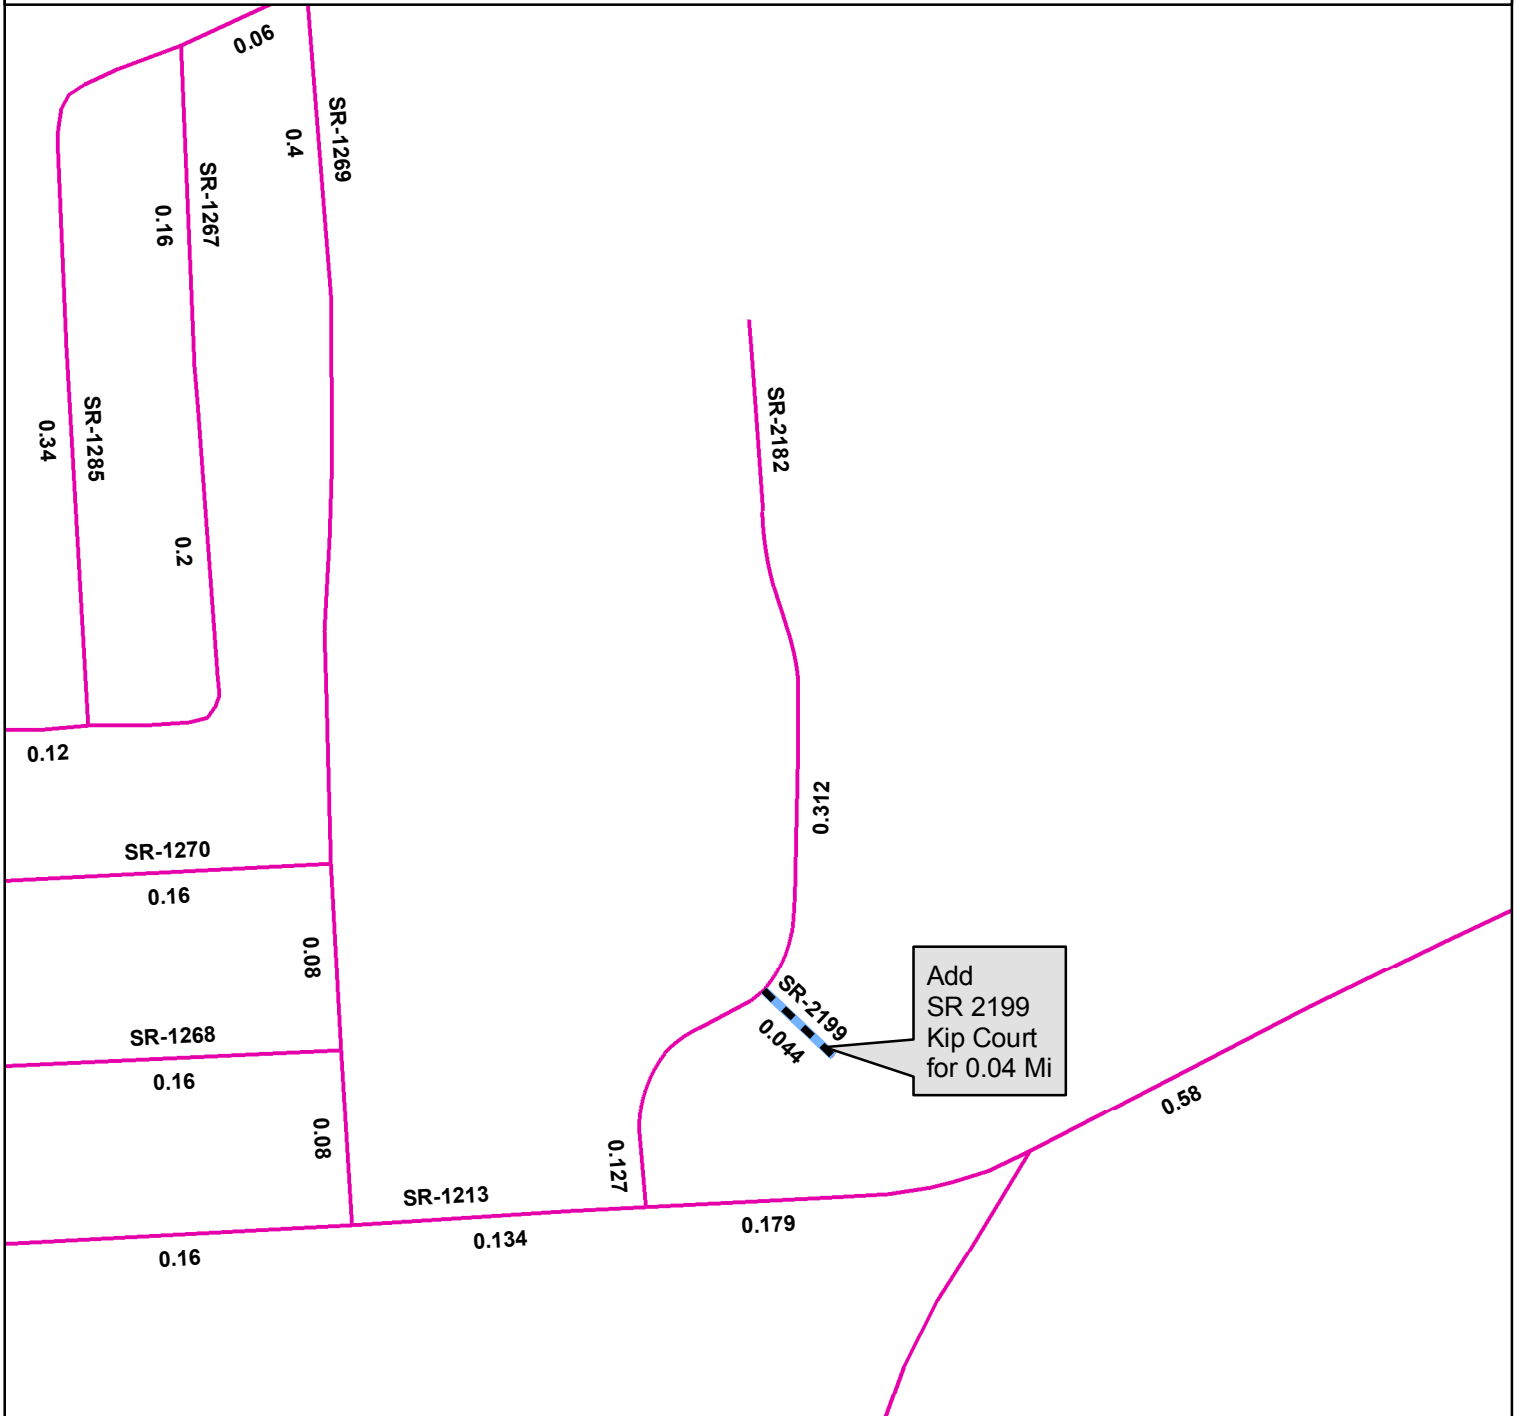 0.06
SR-1269
0.4
SR-1267
0.16
SR-1285
0.34
SR-2182
0.2
0.12
0.312
SR-1270
0.16
0.08
SR-2199
0.044
Add
SR 2199
Kip Court
for 0.04 Mi
SR-1268
0.16
0.58
0.08
0.127
SR-1213
0.179
0.134
0.16